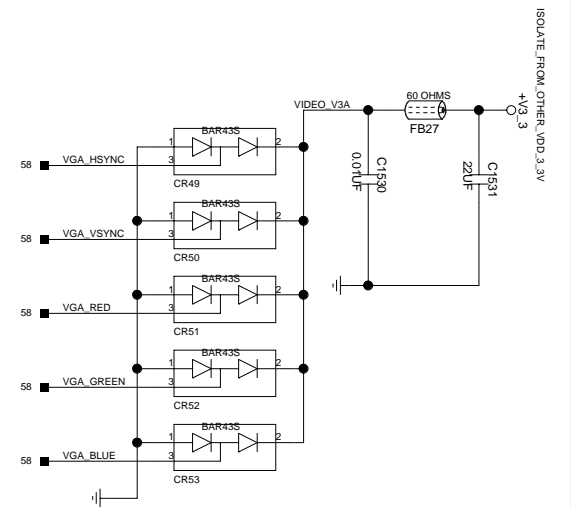 ISOLATE_FROM_OTHER_VDD_3_3V
+V3_3
60 OHMS
VIDEO_V3A
FB27
C1530
0.01UF
C1531
22UF
BAR43S
1
2
58
VGA_HSYNC
3
CR49
BAR43S
1
2
58
VGA_VSYNC
3
CR50
BAR43S
1
2
58
VGA_RED
3
CR51
BAR43S
1
2
58
VGA_GREEN
3
CR52
BAR43S
1
2
58
VGA_BLUE
3
CR53